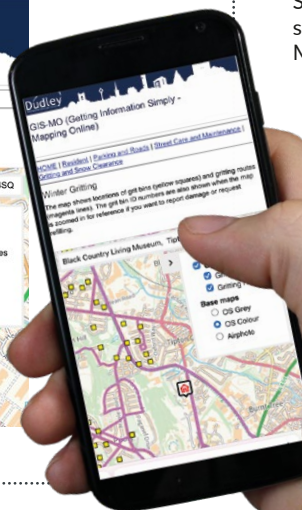 Dudley
GIS-MO (Getting Information Simply -
Mapping Online)
HOME | Resident | Parking and Roads | Street Care and Maintenance |
Gritting and Snow Clearance
Winter Gritting
The map shows locations of grit bins (yellow squares) and gritting routes
(magenta lines). The grit bin ID numbers are also shown when the map
is zoomed in for reference if you want to report damage or request
refilling.
Black Country Living Museum,
Gritting
Base maps
OS Grey
OS Colour
Airphoto